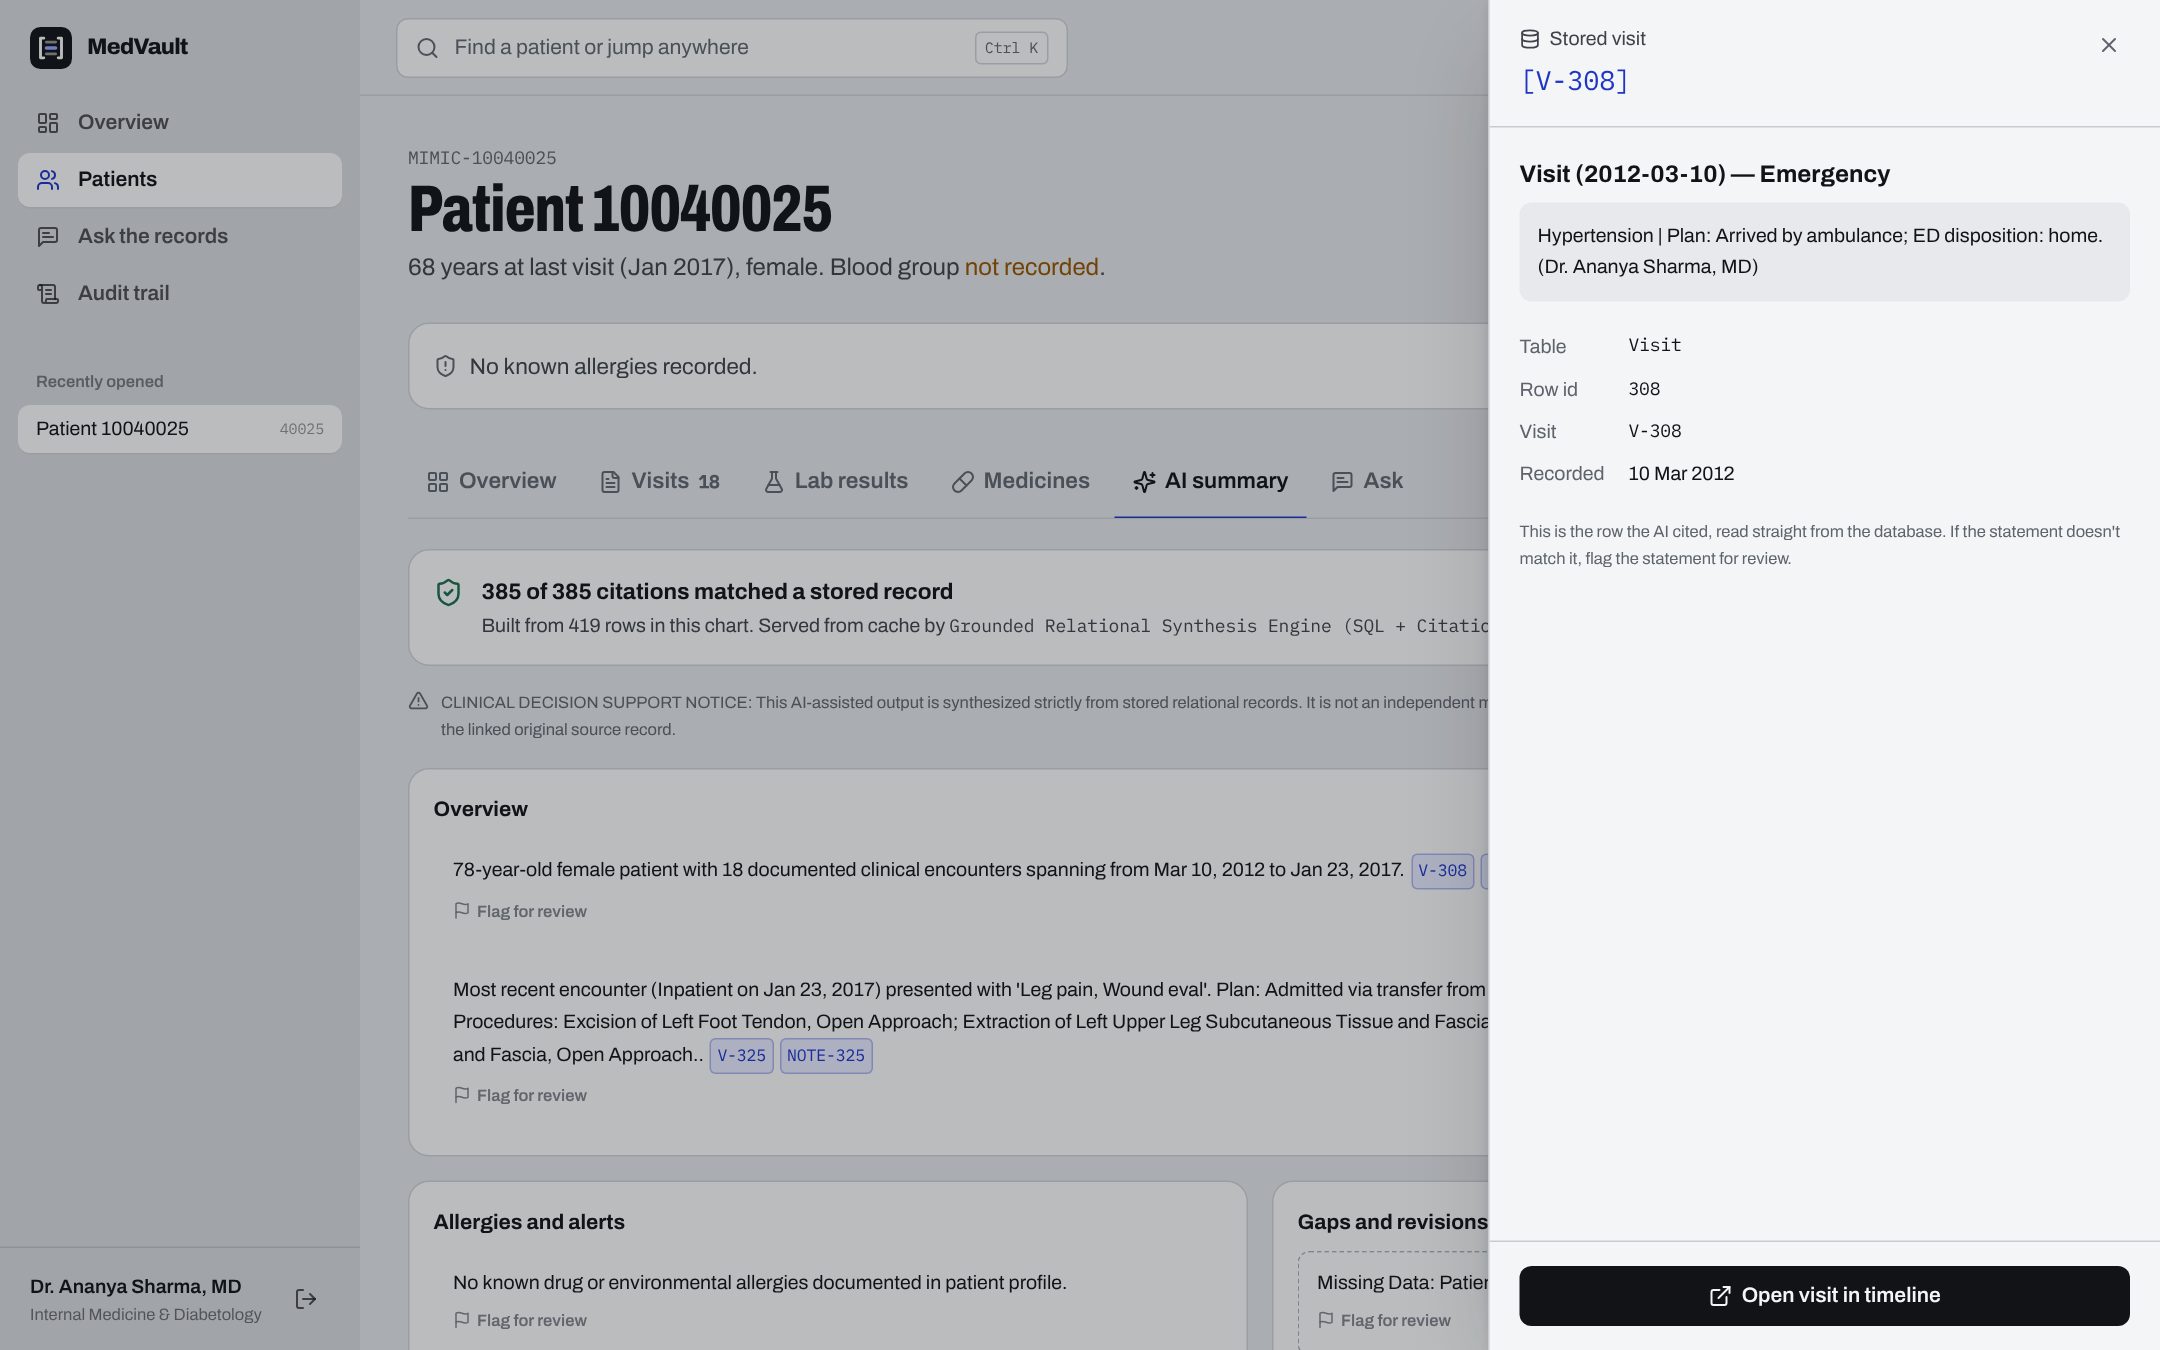 MedVault
Overview
Patients
Ask the records
Audit trail
Recently opened
Patient 10040025 40025
Dr. Ananya Sharma, MD
Internal Medicine & Diabetology
Find a patient or jump anywhere Ctrl K
MIMIC-10040025
Patient 10040025
68 years at last visit (Jan 2017), female. Blood group not recorded.
No known allergies recorded.
Overview Visits 18 Lab results Medicines AI summary Ask
385 of 385 citations matched a stored record
Built from 419 rows in this chart. Served from cache by Grounded Relational Synthesis Engine (SQL + Citatio
CLINICAL DECISION SUPPORT NOTICE: This AI-assisted output is synthesized strictly from stored relational records. It is not an independent m
the linked original source record.
Overview
78-year-old female patient with 18 documented clinical encounters spanning from Mar 10, 2012 to Jan 23, 2017. V-308
Flag for review
Most recent encounter (Inpatient on Jan 23, 2017) presented with 'Leg pain, Wound eval'. Plan: Admitted via transfer from
Procedures: Excision of Left Foot Tendon, Open Approach; Extraction of Left Upper Leg Subcutaneous Tissue and Fascia
and Fascia, Open Approach.. V-325 NOTE-325
Flag for review
Allergies and alerts
No known drug or environmental allergies documented in patient profile.
Flag for review
Gaps and revisions
Missing Data: Patien
Flag for review
Stored visit
[V-308]
Visit (2012-03-10) — Emergency
Hypertension | Plan: Arrived by ambulance; ED disposition: home.
(Dr. Ananya Sharma, MD)
Table Visit
Row id 308
Visit V-308
Recorded 10 Mar 2012
This is the row the AI cited, read straight from the database. If the statement doesn't
match it, flag the statement for review.
Open visit in timeline